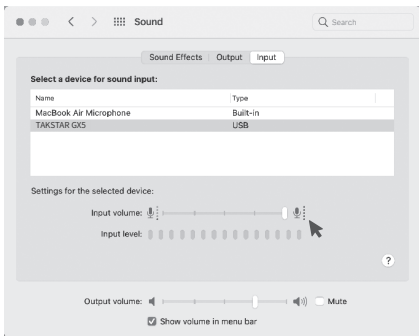 Sound
Search
Sound Effects Output Input
Select a device for sound input:
Name Type
MacBook Air Microphone Built-in
TAKSTAR GX5 USB
Settings for the selected device:
Input volume:
Input level:
?
Output volume: Mute
Show volume in menu bar